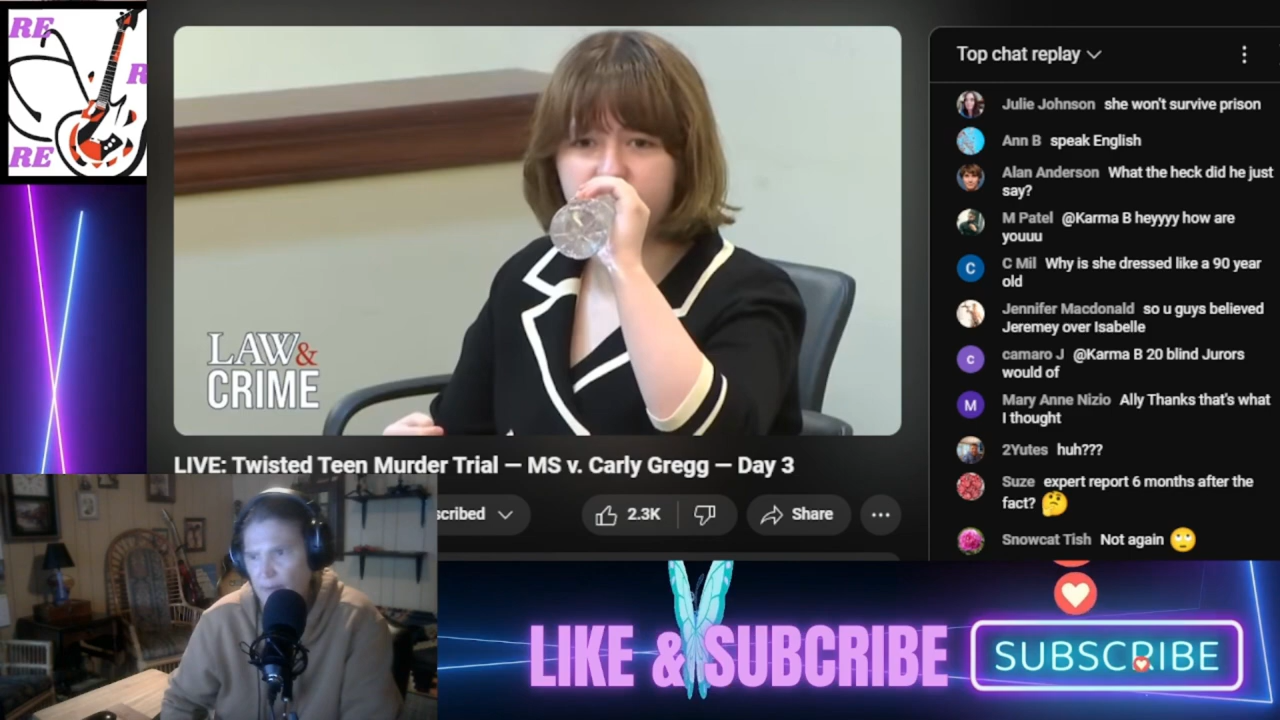 RE
R
RE
LAW&
CRIME
LIVE: Twisted Teen Murder Trial — MS v. Carly Gregg — Day 3
scribed
2.3K
Share
Top chat replay
Julie Johnson she won't survive prison
Ann B speak English
Alan Anderson What the heck did he just
say?
M Patel @Karma B heyyyy how are
youuu
C
C Mil Why is she dressed like a 90 year
old
Jennifer Macdonald so u guys believed
Jeremey over Isabelle
c
camaro J @Karma B 20 blind Jurors
would of
M
Mary Anne Nizio Ally Thanks that's what
I thought
2Yutes huh???
Suze expert report 6 months after the
fact? 🤔
Snowcat Tish Not again 🙄
LIKE & SUBCRIBE
SUBSCRIBE